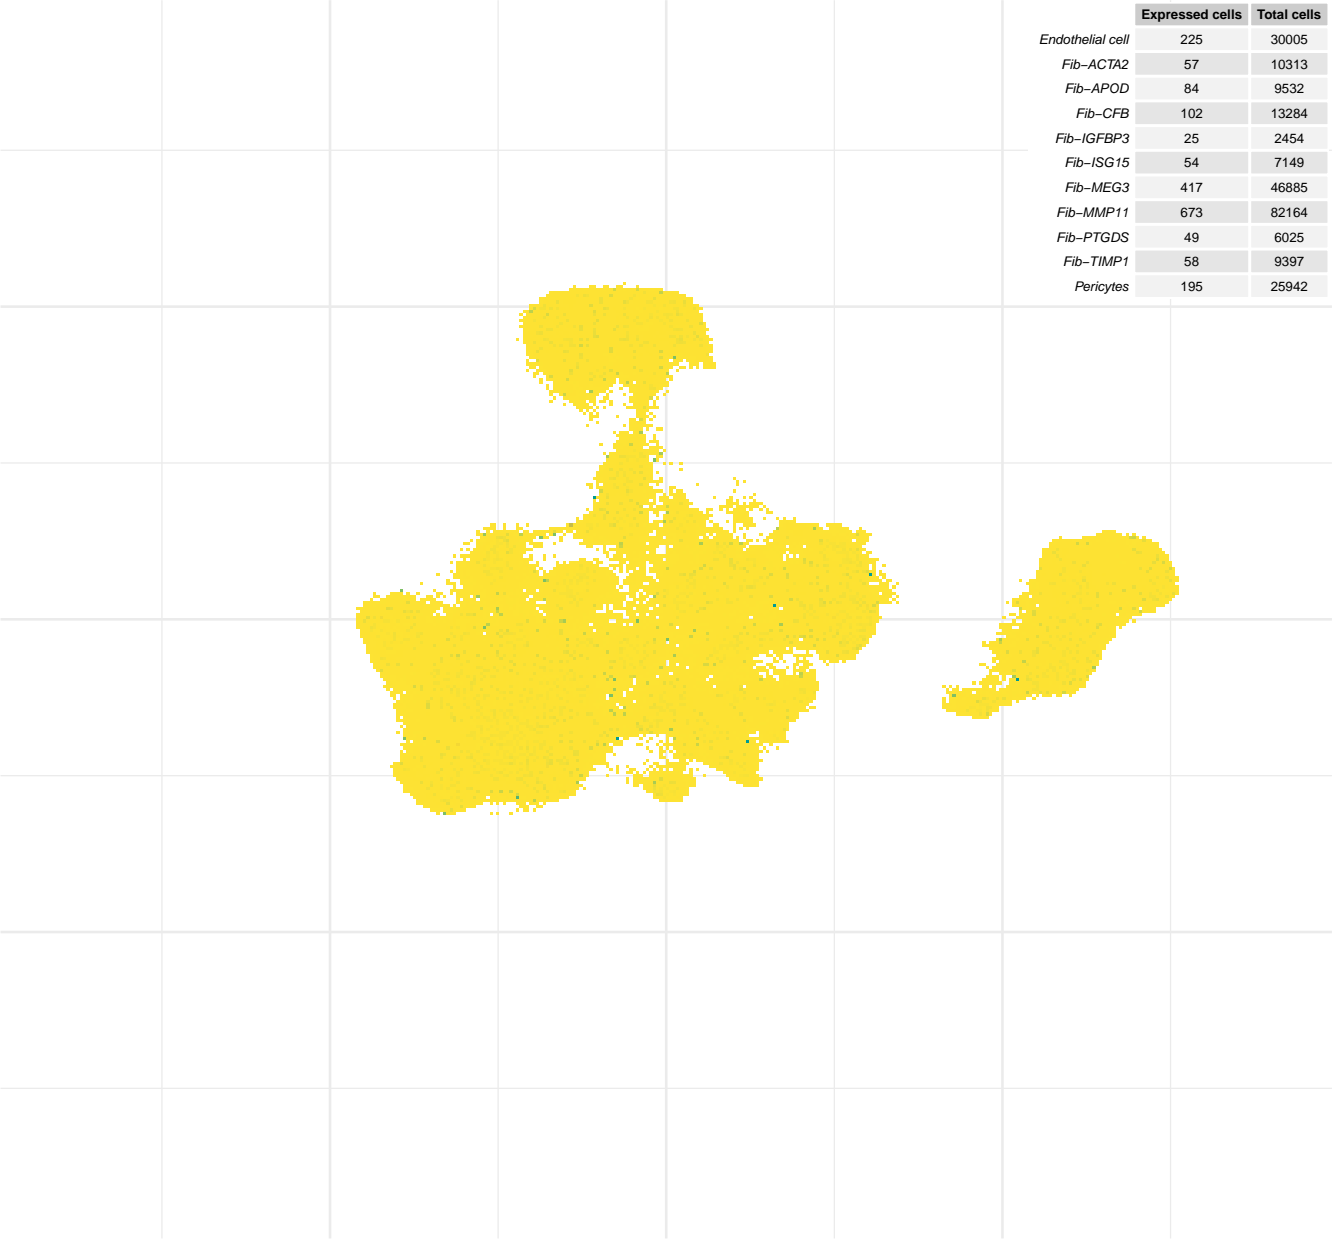 Expressed cells Total cells
Endothelial cell 225 30005
Fib−ACTA2 57 10313
Fib−APOD 84 9532
Fib−CFB 102 13284
Fib−IGFBP3 25 2454
Fib−ISG15 54 7149
Fib−MEG3 417 46885
Fib−MMP11 673 82164
Fib−PTGDS 49 6025
Fib−TIMP1 58 9397
Pericytes 195 25942